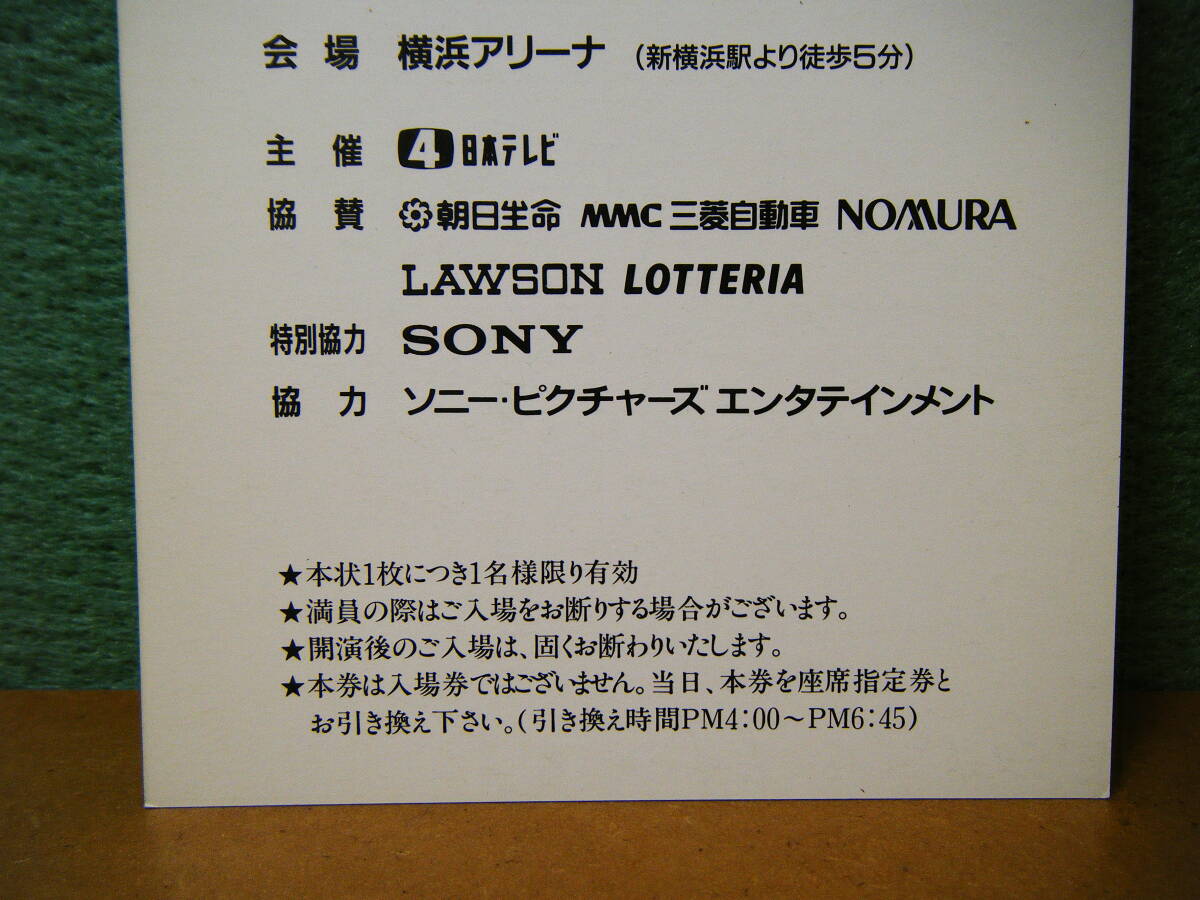 会場 横浜アリーナ (新横浜駅より徒歩5分)
主催 4 日本テレビ
協賛 朝日生命 MMC 三菱自動車 NOMURA
LAWSON LOTTERIA
特別協力 SONY
協力 ソニー・ピクチャーズ エンタテインメント
★本状1枚につき1名様限り有効
★満員の際はご入場をお断りする場合がございます。
★開演後のご入場は、固くお断わりいたします。
★本券は入場券ではございません。当日、本券を座席指定券と
お引き換え下さい。(引き換え時間PM4:00〜PM6:45)